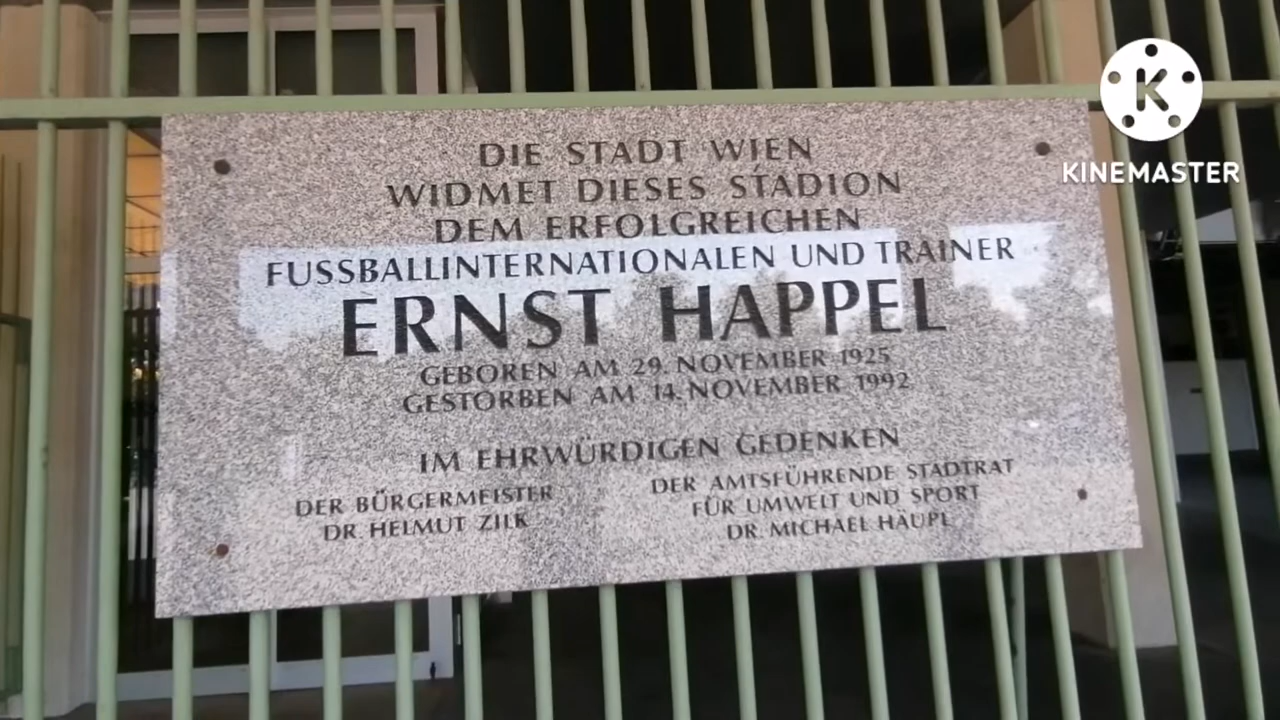 DIE STADT WIEN
WIDMET DIESES STADION
DEM ERFOLGREICHEN
FUSSBALLINTERNATIONALEN UND TRAINER
ERNST HAPPEL
GEBOREN AM 29. NOVEMBER 1925
GESTORBEN AM 14. NOVEMBER 1992
IM EHRWÜRDIGEN GEDENKEN
DER BÜRGERMEISTER
DR. HELMUT ZILK
DER AMTSFÜHRENDE STADTRAT
FÜR UMWELT UND SPORT
DR. MICHAEL HÄUPL
K
KINEMASTER